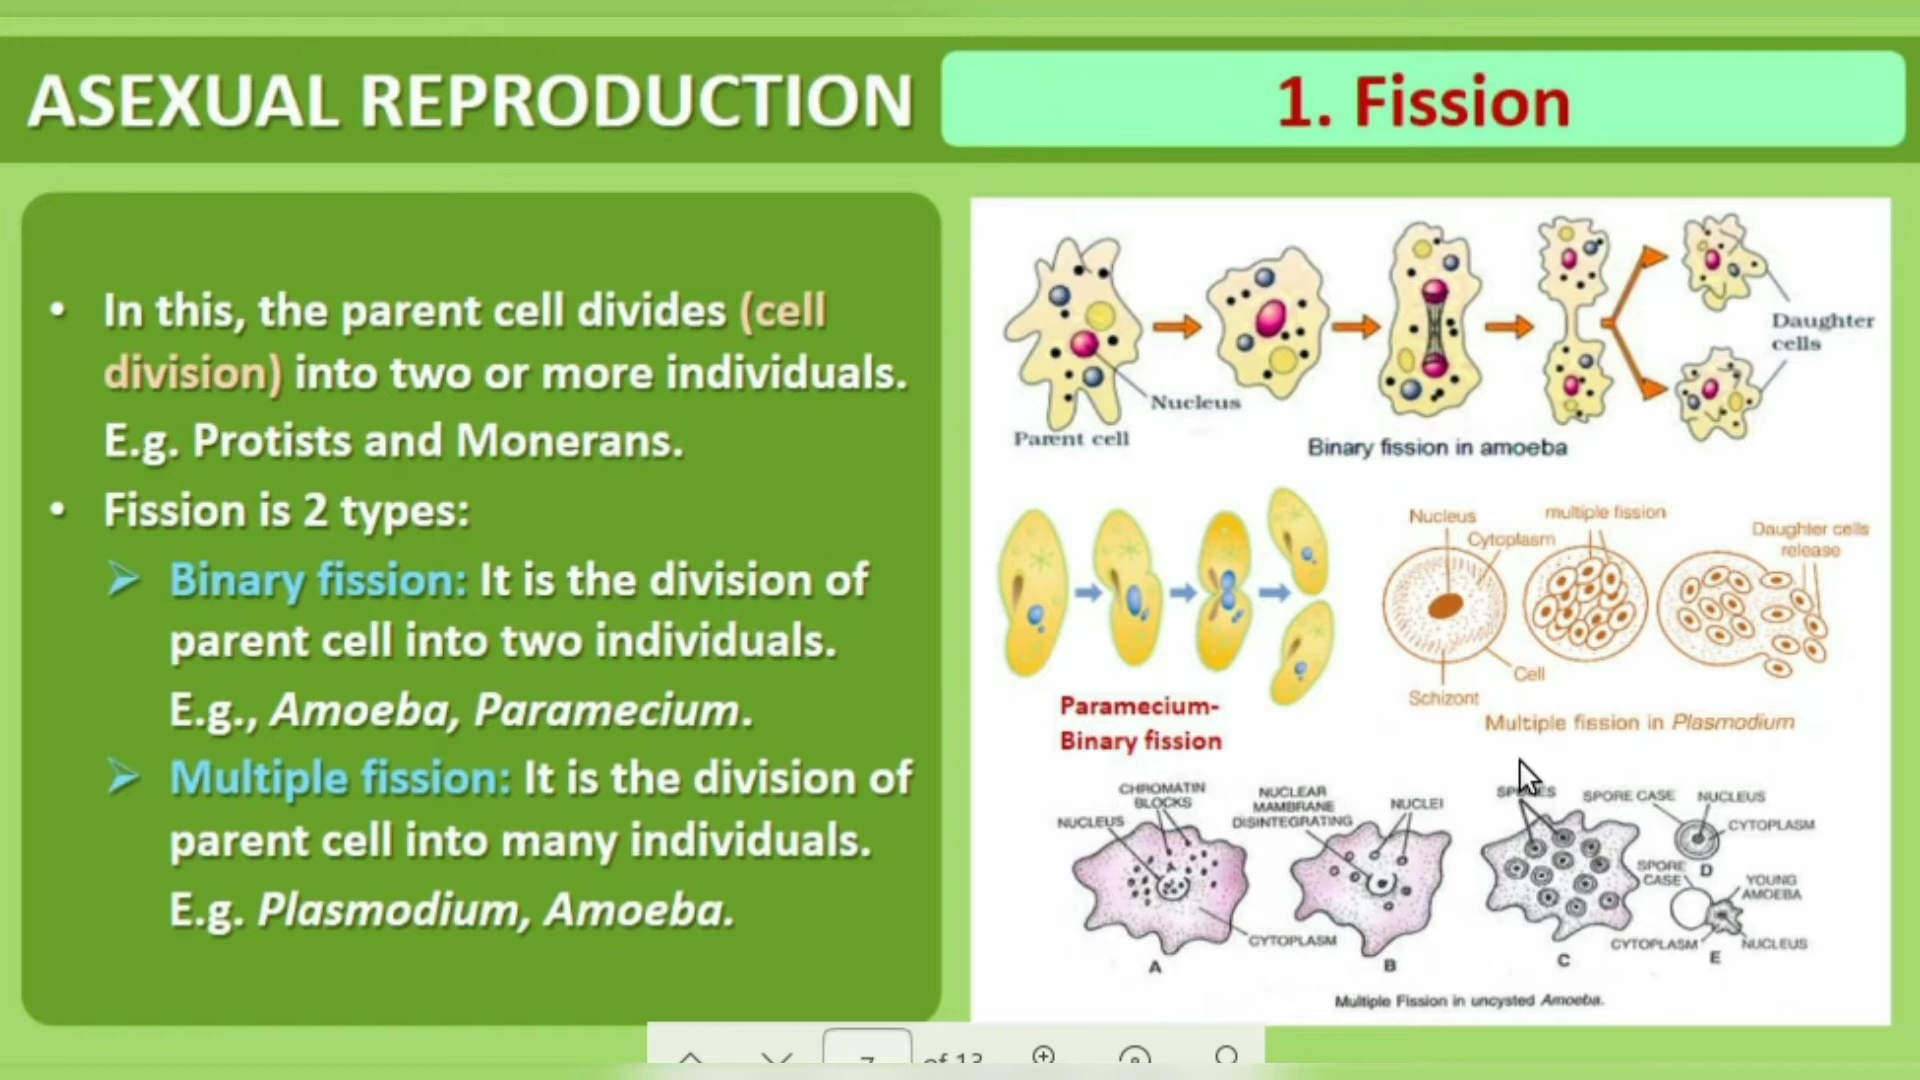 ASEXUAL REPRODUCTION
1. Fission
• In this, the parent cell divides (cell
division) into two or more individuals.
E.g. Protists and Monerans.
• Fission is 2 types:
➢ Binary fission: It is the division of
parent cell into two individuals.
E.g., Amoeba, Paramecium.
➢ Multiple fission: It is the division of
parent cell into many individuals.
E.g. Plasmodium, Amoeba.
Nucleus
Parent cell
Daughter
cells
Binary fission in amoeba
Paramecium-
Binary fission
Nucleus
Cytoplasm
multiple fission
Daughter cells
release
Cell
Schizont
Multiple fission in Plasmodium
CHROMATIN
BLOCKS
NUCLEUS
CYTOPLASM
A
NUCLEAR
MAMBRANE
DISINTEGRATING
NUCLEI
B
C
SPORE CASE
NUCLEUS
CYTOPLASM
D
SPORE
CASE
YOUNG
AMOEBA
CYTOPLASM
NUCLEUS
E
Multiple Fission in uncysted Amoeba.
7 of 13